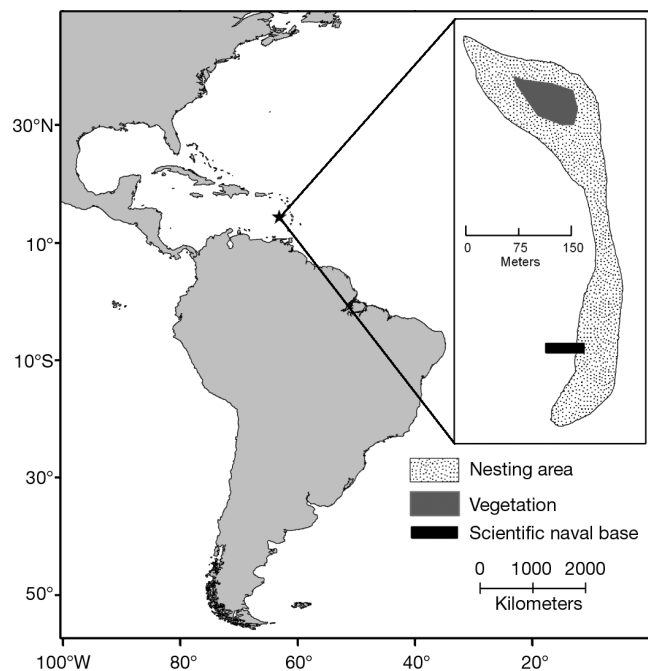 30°N
10°
10°S
30°
50°
100°W
80°
60°
40°
20°
0
75
150
Meters
Nesting area
Vegetation
Scientific naval base
0
1000
2000
Kilometers